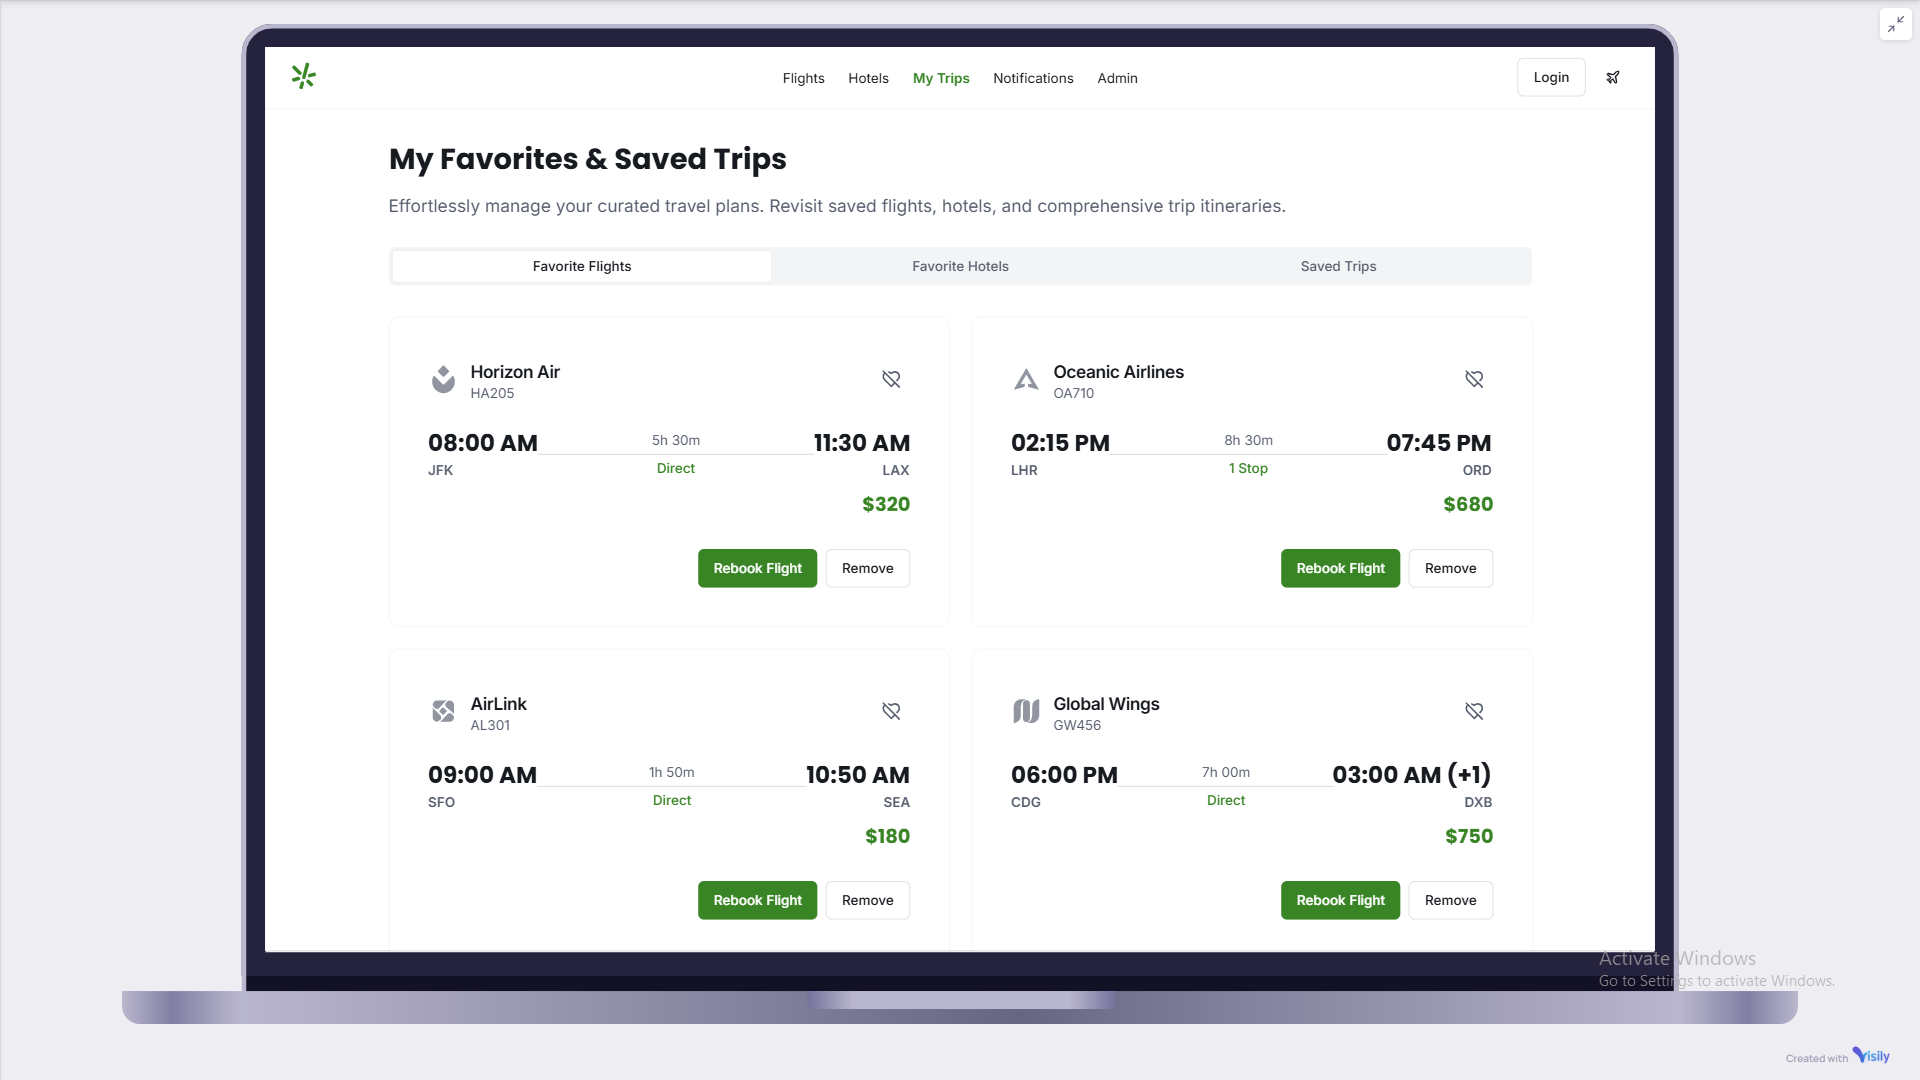 Flights Hotels My Trips Notifications Admin Login
My Favorites & Saved Trips
Effortlessly manage your curated travel plans. Revisit saved flights, hotels, and comprehensive trip itineraries.
Favorite Flights Favorite Hotels Saved Trips
Horizon Air
HA205
08:00 AM 5h 30m 11:30 AM
JFK Direct LAX
$320
Rebook Flight Remove
Oceanic Airlines
OA710
02:15 PM 8h 30m 07:45 PM
LHR 1 Stop ORD
$680
Rebook Flight Remove
AirLink
AL301
09:00 AM 1h 50m 10:50 AM
SFO Direct SEA
$180
Rebook Flight Remove
Global Wings
GW456
06:00 PM 7h 00m 03:00 AM (+1)
CDG Direct DXB
$750
Rebook Flight Remove
Activate Windows
Go to Settings to activate Windows.
Created with Visily